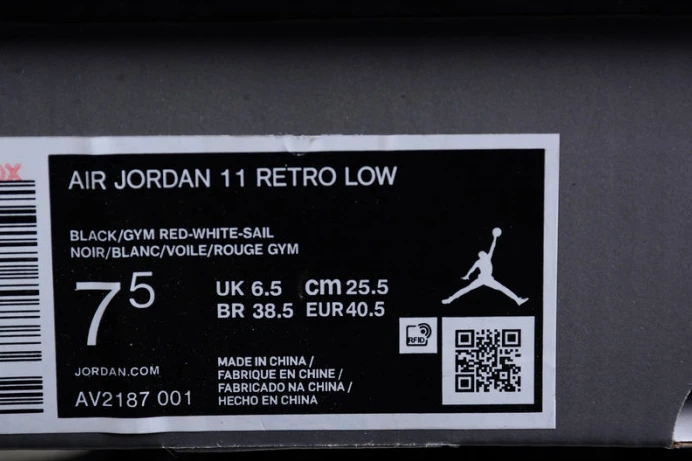 OX
AIR JORDAN 11 RETRO LOW
BLACK/GYM RED-WHITE-SAIL
NOIR/BLANC/VOILE/ROUGE GYM
7 5
UK 6.5 cm 25.5
BR 38.5 EUR 40.5
RFID
JORDAN.COM
AV2187 001
MADE IN CHINA /
FABRIQUE EN CHINE /
FABRICADO NA CHINA /
HECHO EN CHINA